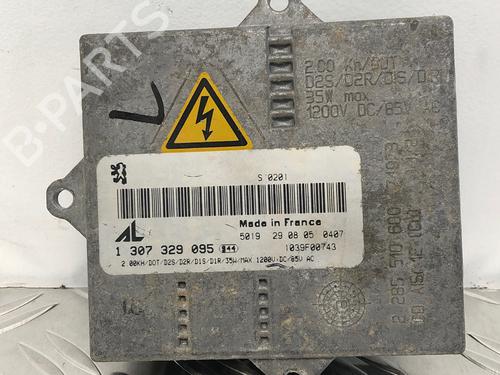 B-PARTS
2.00 Kh/DOT
D2S/D2R/D1S/D1R
35W max
1200V DC/85V AC
L
S 0201
Made in France
5019 29 08 05 0407
AL
1 307 329 095 044
1039F00743
2 00KH/DOT/D2S/D2R/D1S/D1R/35W/MAX 1200V-DC/85V AC